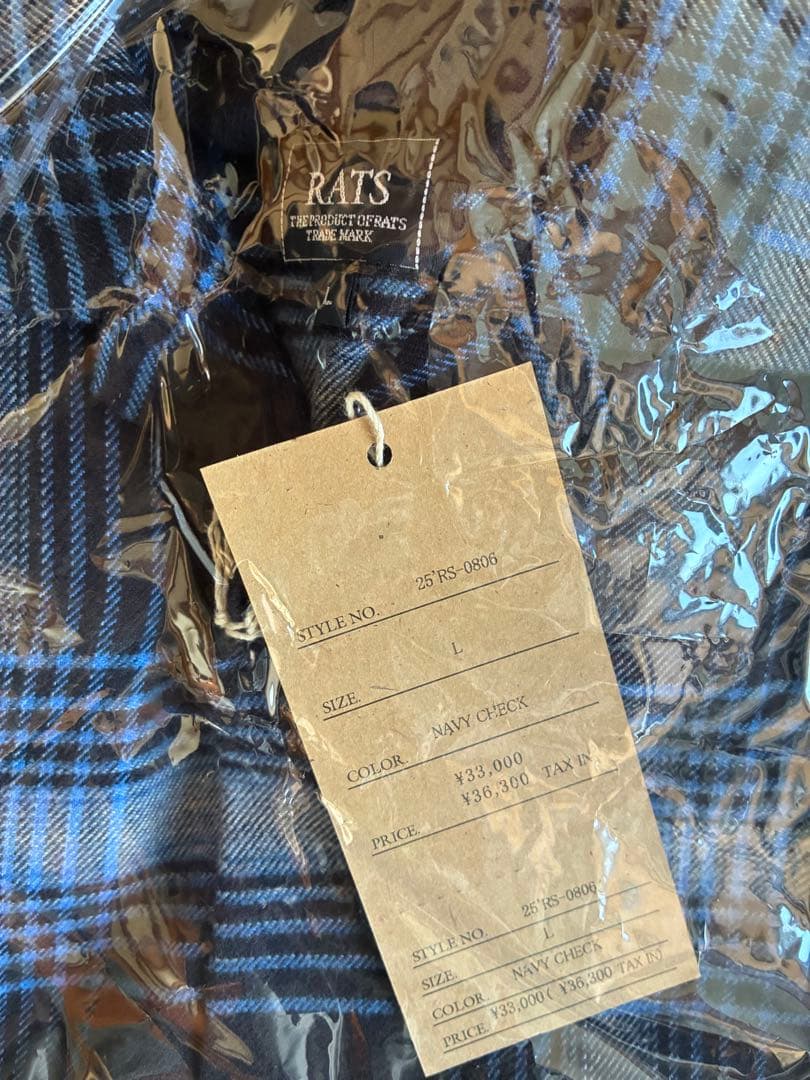 RATS
THE PRODUCT OF RATS
TRADE MARK
STYLE NO. 25'RS-0806
SIZE. L
COLOR. NAVY CHECK
¥33,000
PRICE. ¥36,300 TAX IN
STYLE NO. 25'RS-0806
SIZE. L
COLOR. NAVY CHECK
PRICE. ¥33,000( ¥36,300 TAX IN)